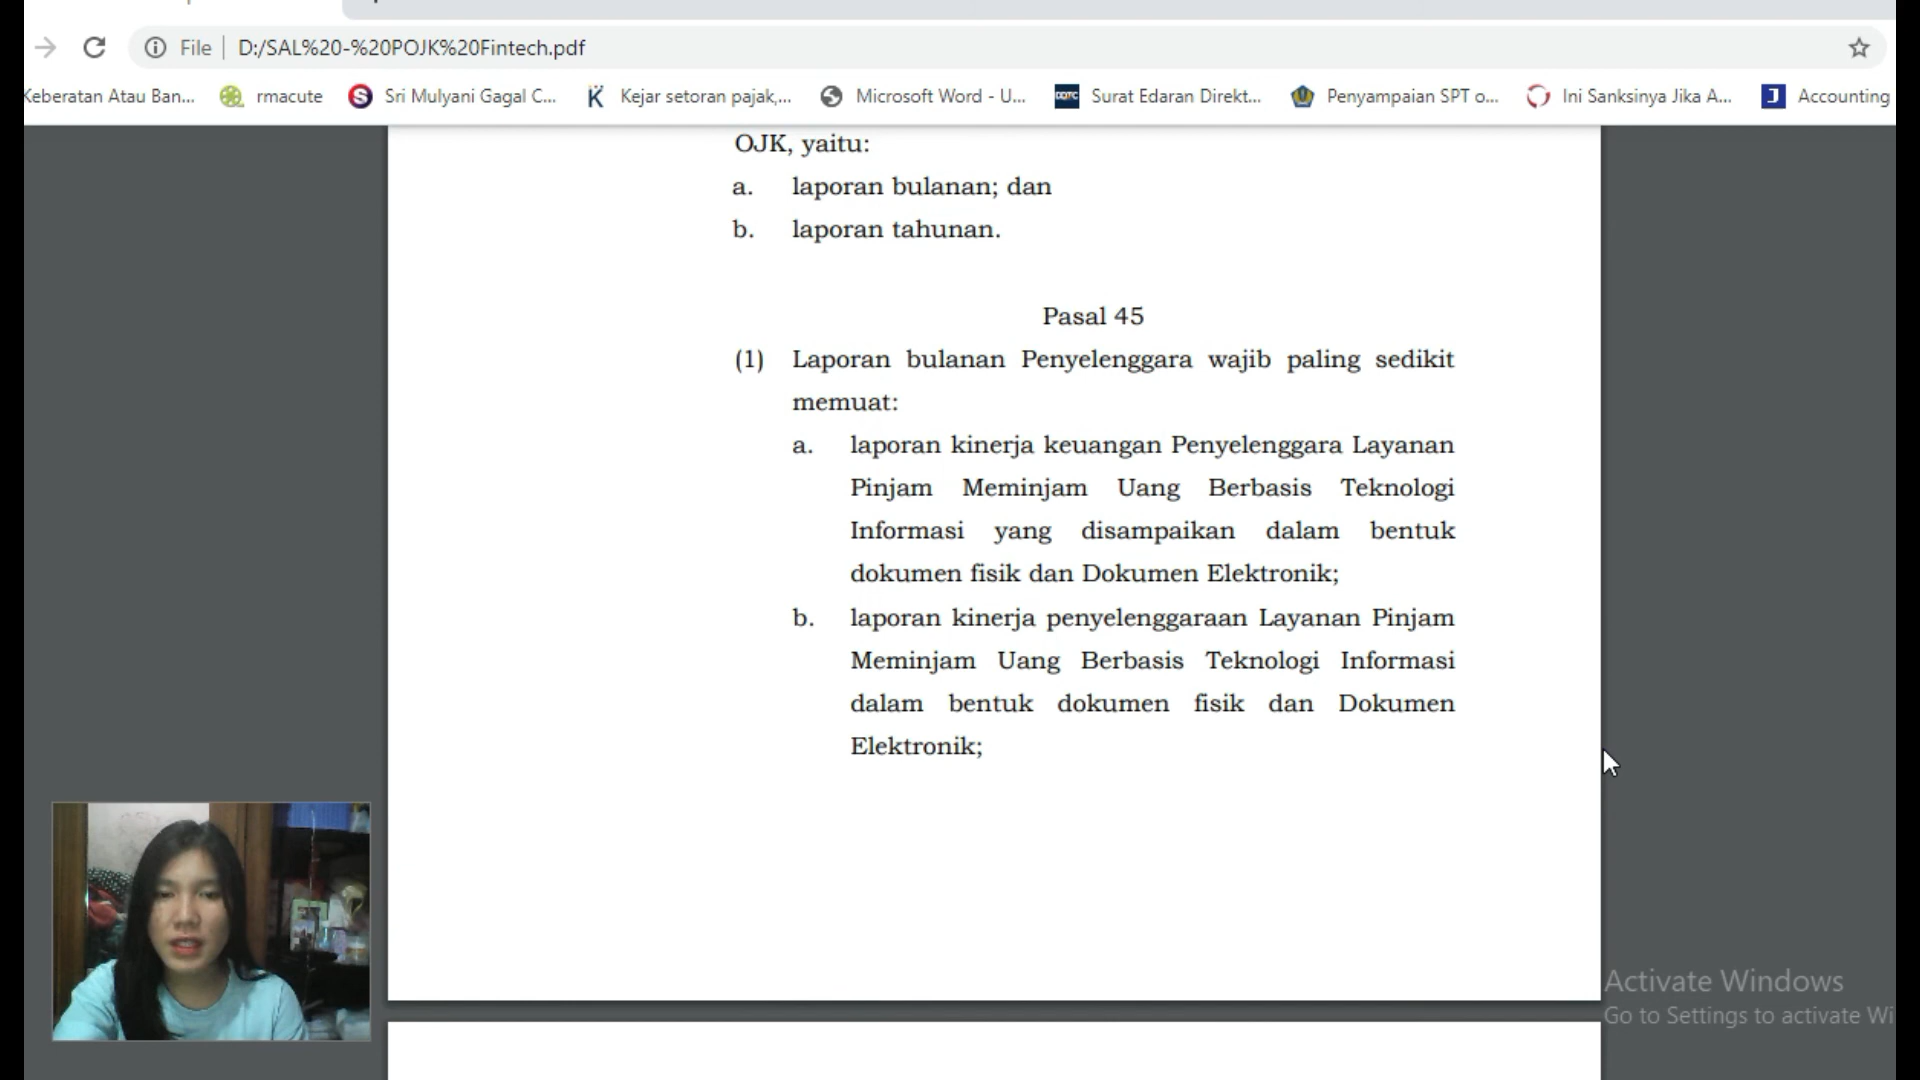 File | D:/SAL%20-%20POJK%20Fintech.pdf
Keberatan Atau Ban... rmacute Sri Mulyani Gagal C... Kejar setoran pajak,... Microsoft Word - U... DDTC Surat Edaran Direkt... Penyampaian SPT o... Ini Sanksinya Jika A... J Accounting
OJK, yaitu:
a. laporan bulanan; dan
b. laporan tahunan.
Pasal 45
(1) Laporan bulanan Penyelenggara wajib paling sedikit
memuat:
a. laporan kinerja keuangan Penyelenggara Layanan
Pinjam Meminjam Uang Berbasis Teknologi
Informasi yang disampaikan dalam bentuk
dokumen fisik dan Dokumen Elektronik;
b. laporan kinerja penyelenggaraan Layanan Pinjam
Meminjam Uang Berbasis Teknologi Informasi
dalam bentuk dokumen fisik dan Dokumen
Elektronik;
Activate Windows
Go to Settings to activate Wi